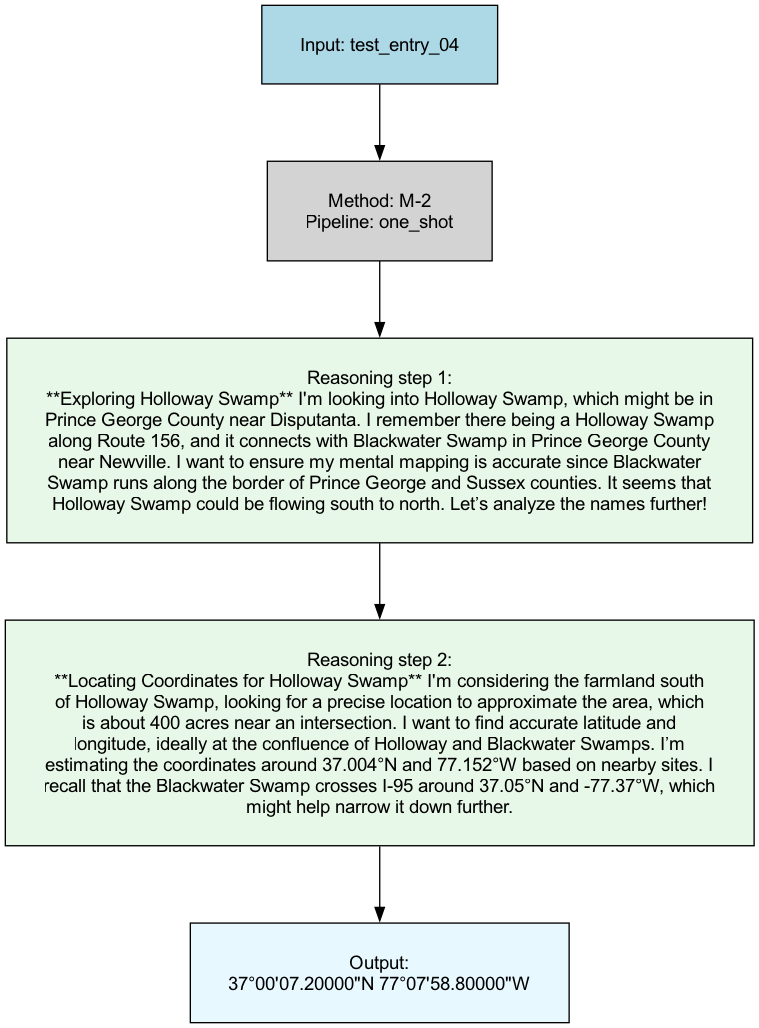 Input: test_entry_04
Method: M-2
Pipeline: one_shot
Reasoning step 1:
**Exploring Holloway Swamp** I'm looking into Holloway Swamp, which might be in
Prince George County near Disputanta. I remember there being a Holloway Swamp
along Route 156, and it connects with Blackwater Swamp in Prince George County
near Newville. I want to ensure my mental mapping is accurate since Blackwater
Swamp runs along the border of Prince George and Sussex counties. It seems that
Holloway Swamp could be flowing south to north. Let’s analyze the names further!
Reasoning step 2:
**Locating Coordinates for Holloway Swamp** I'm considering the farmland south
of Holloway Swamp, looking for a precise location to approximate the area, which
is about 400 acres near an intersection. I want to find accurate latitude and
longitude, ideally at the confluence of Holloway and Blackwater Swamps. I’m
estimating the coordinates around 37.004°N and 77.152°W based on nearby sites. I
recall that the Blackwater Swamp crosses I-95 around 37.05°N and -77.37°W, which
might help narrow it down further.
Output:
37°00'07.20000"N 77°07'58.80000"W